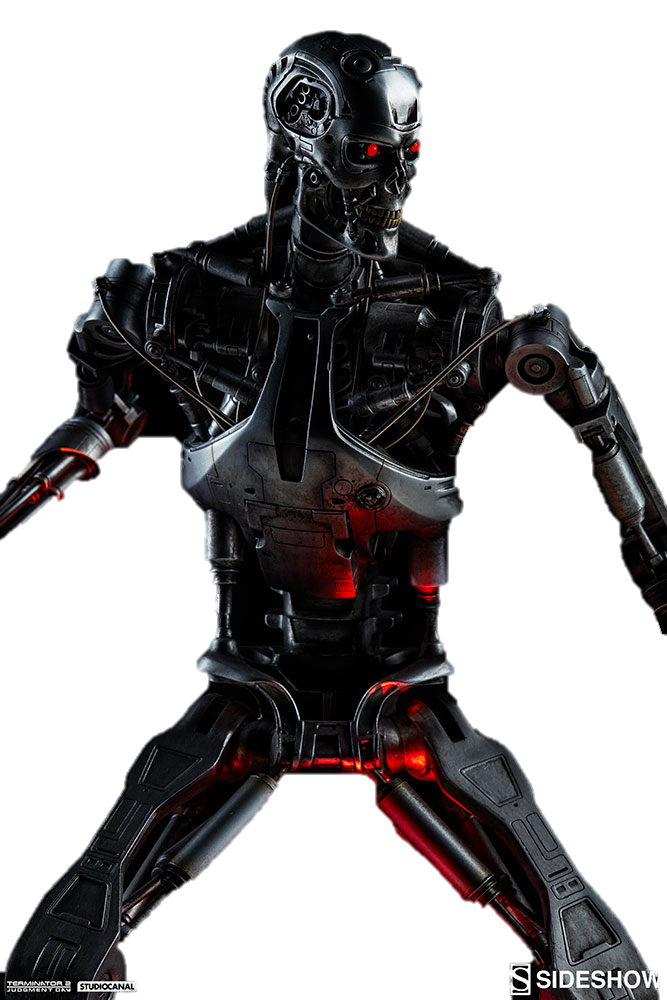 TERMINATOR 2
JUDGMENT DAY
STUDIOCANAL
S SIDESHOW